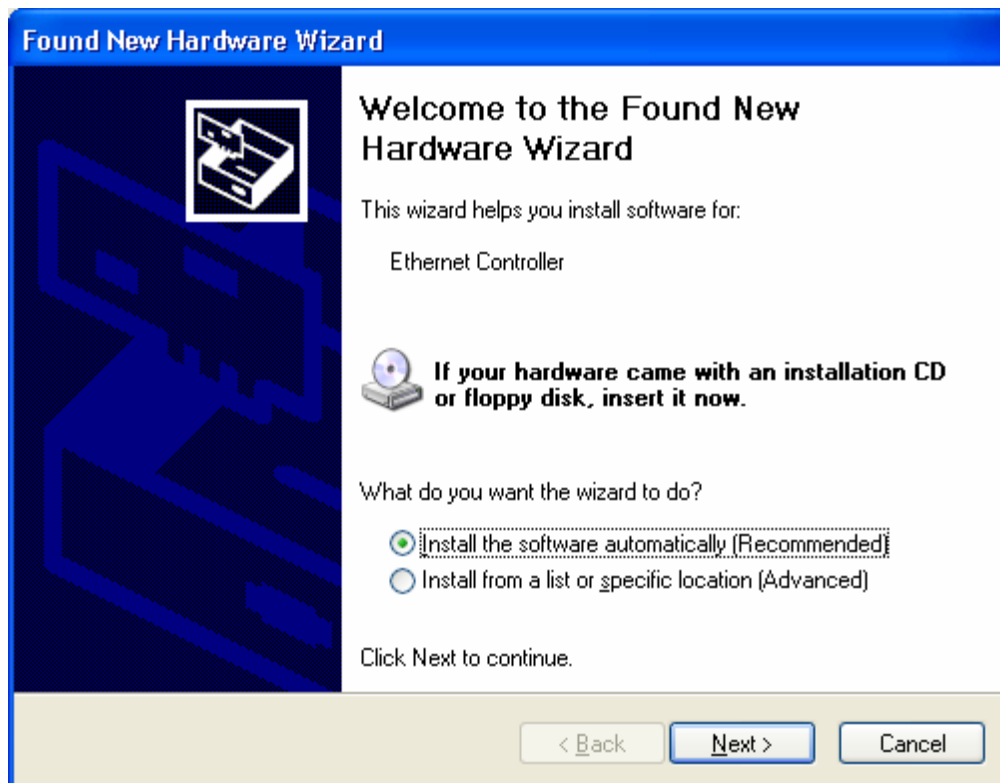 Found New Hardware Wizard
Welcome to the Found New
Hardware Wizard
This wizard helps you install software for:
Ethernet Controller
If your hardware came with an installation CD
or floppy disk, insert it now.
What do you want the wizard to do?
Install the software automatically (Recommended)
Install from a list or specific location (Advanced)
Click Next to continue.
< Back
Next >
Cancel